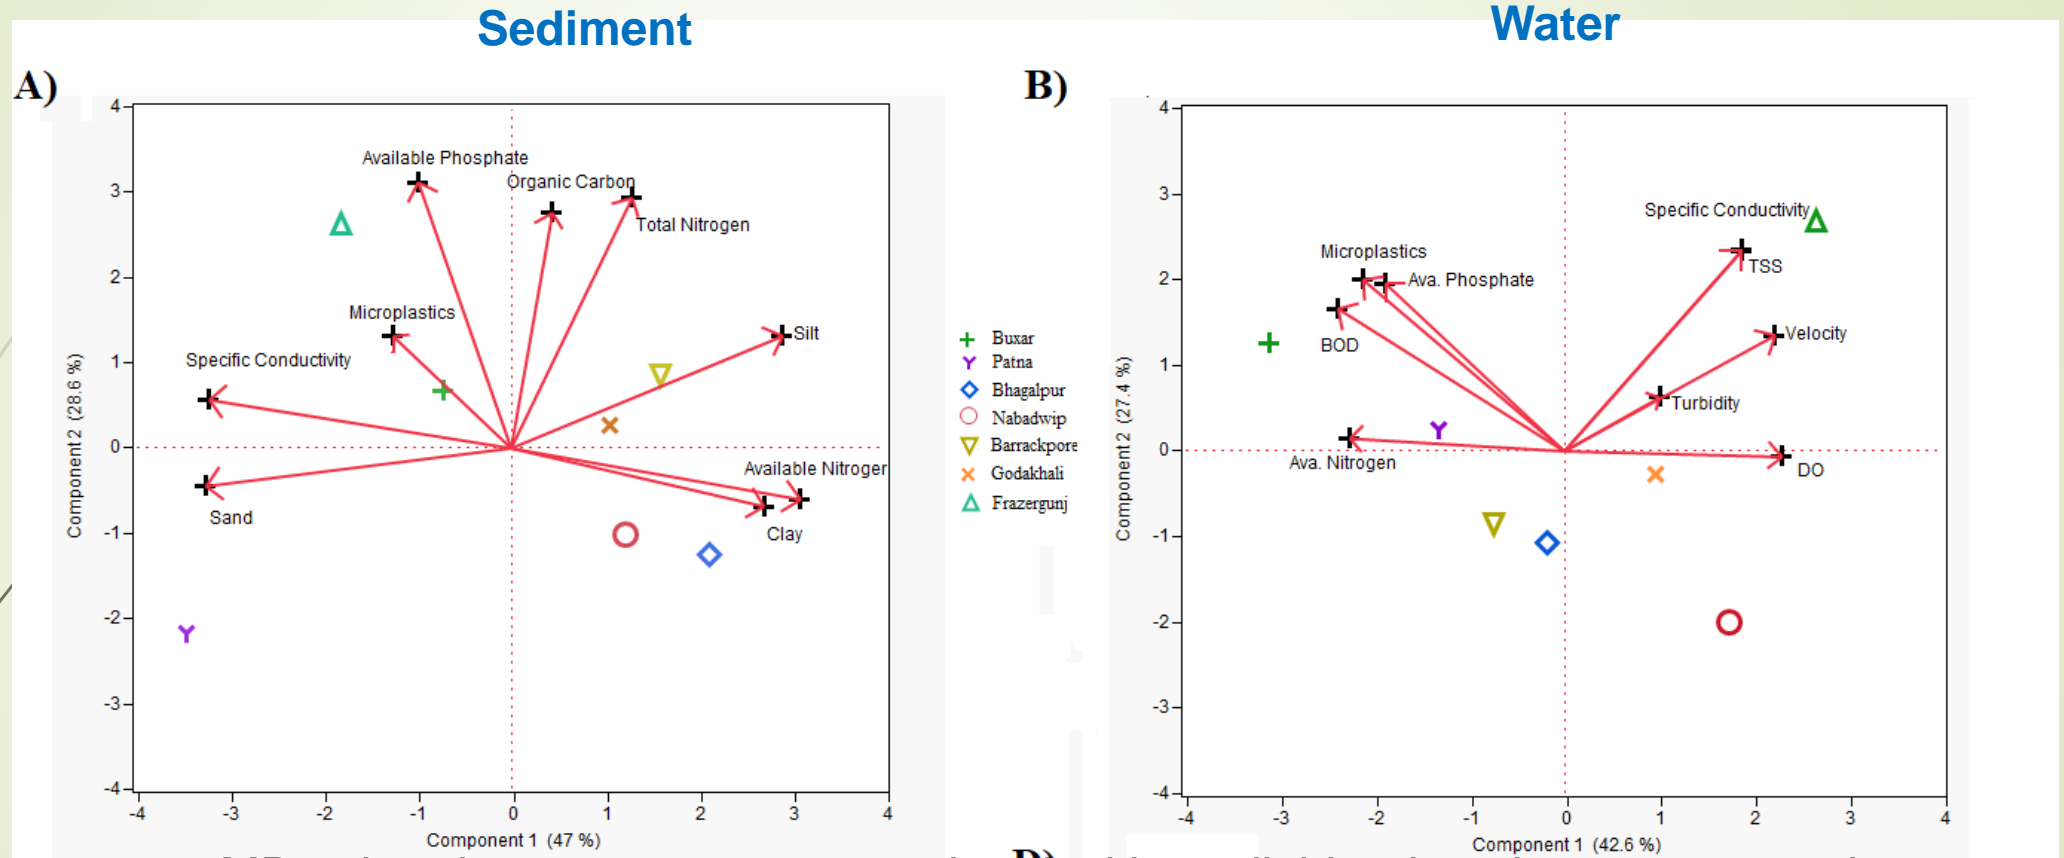 Sediment
Water
A)
4
3
2
1
0
-1
-2
-3
-4
Component 2 (28.6 %)
Available Phosphate
Organic Carbon
Total Nitrogen
Microplastics
Silt
Specific Conductivity
Available Nitroger
Sand
Clay
-4 -3 -2 -1 0 1 2 3 4
Component 1 (47 %)
Buxar
Patna
Bhagalpur
Nabadwip
Barrackpore
Godakhali
Frazergunj
B)
4
3
2
1
0
-1
-2
-3
-4
Component 2 (27.4 %)
Specific Conductivity
TSS
Microplastics
Ava. Phosphate
Velocity
BOD
Turbidity
Ava. Nitrogen
DO
-4 -3 -2 -1 0 1 2 3 4
Component 1 (42.6 %)